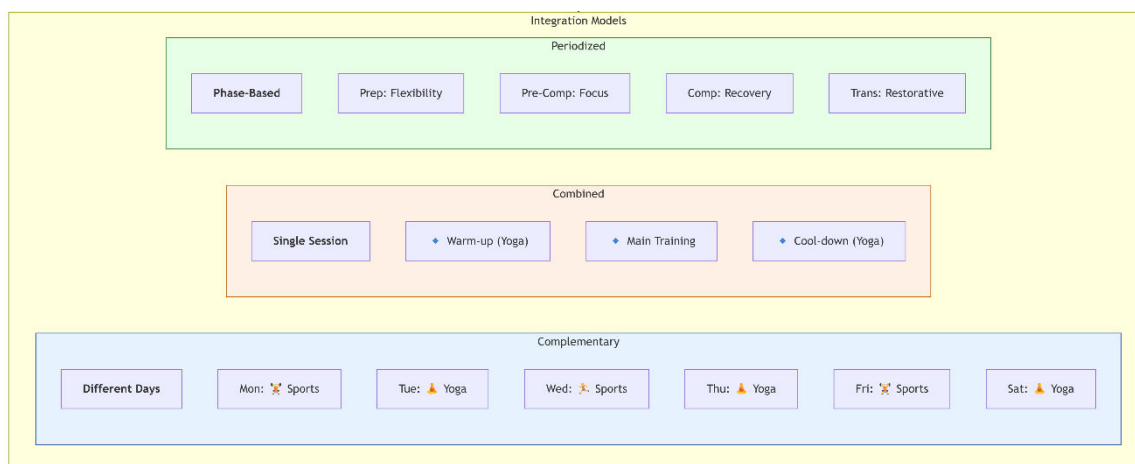 Integration Models
Periodized
Phase-Based
Prep: Flexibility
Pre-Comp: Focus
Comp: Recovery
Trans: Restorative
Combined
Single Session
🔹 Warm-up (Yoga)
🔹 Main Training
🔹 Cool-down (Yoga)
Complementary
Different Days
Mon: 🏋️ Sports
Tue: 🧘 Yoga
Wed: 🏃 Sports
Thu: 🧘 Yoga
Fri: 🏋️ Sports
Sat: 🧘 Yoga